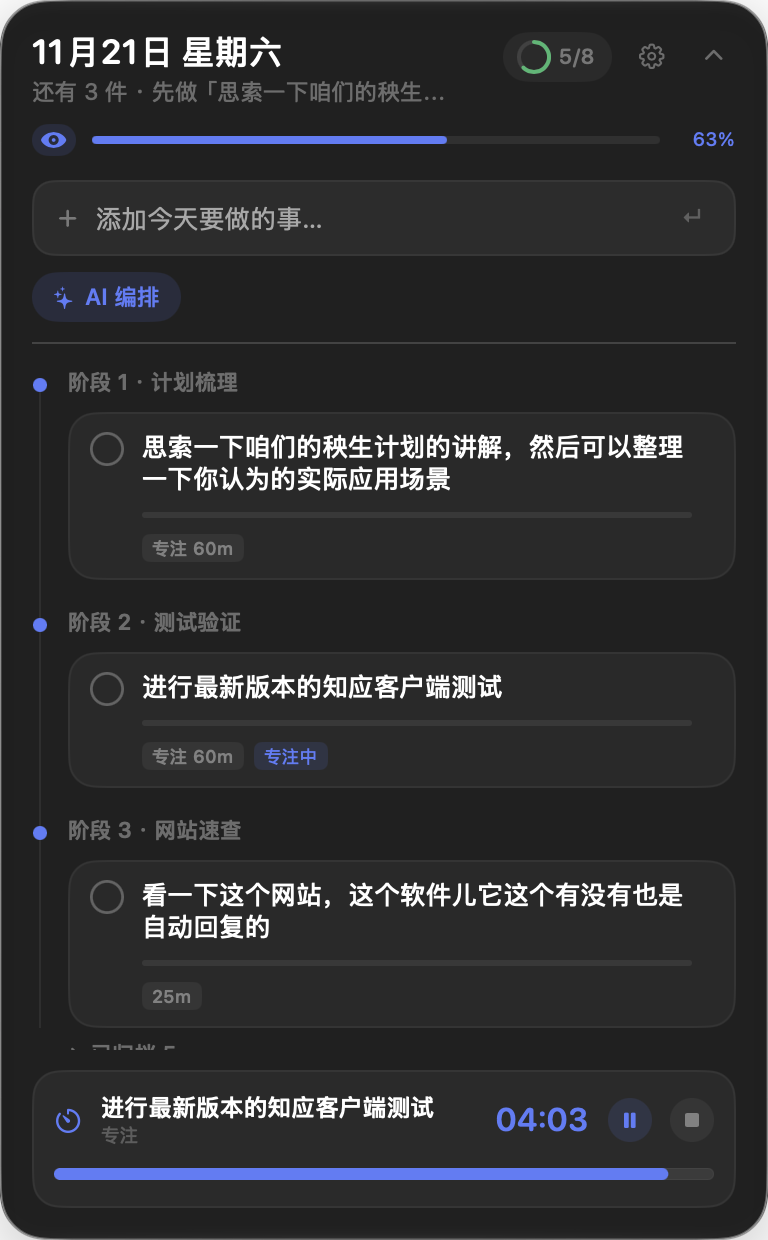 11月21日 星期六
5/8
还有 3 件 · 先做「思索一下咱们的秧生…
63%
添加今天要做的事...
AI 编排
阶段 1 · 计划梳理
思索一下咱们的秧生计划的讲解，然后可以整理
一下你认为的实际应用场景
专注 60m
阶段 2 · 测试验证
进行最新版本的知应客户端测试
专注 60m 专注中
阶段 3 · 网站速查
看一下这个网站，这个软件儿它这个有没有也是
自动回复的
25m
进行最新版本的知应客户端测试
04:03
专注